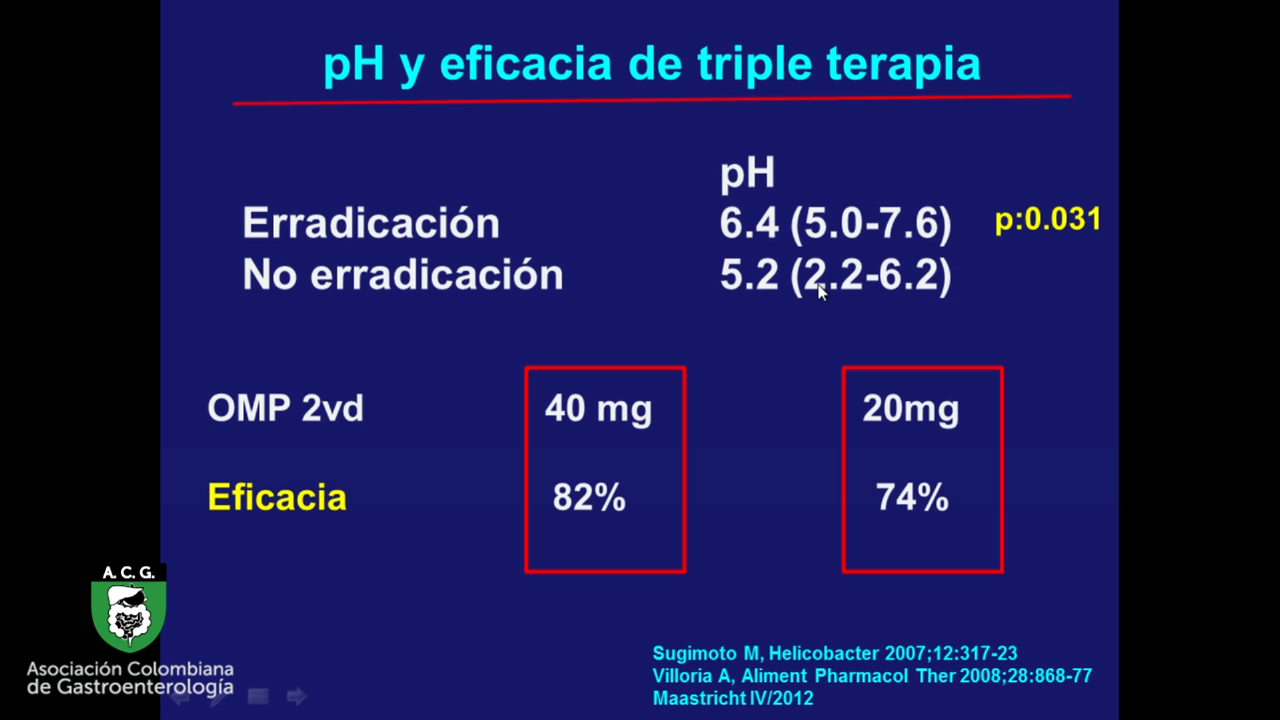 pH y eficacia de triple terapia
pH
Erradicación 6.4 (5.0-7.6) p:0.031
No erradicación 5.2 (2.2-6.2)
OMP 2vd 40 mg 20mg
Eficacia 82% 74%
A. C. G.
Asociación Colombiana
de Gastroenterología
Sugimoto M, Helicobacter 2007;12:317-23
Villoria A, Aliment Pharmacol Ther 2008;28:868-77
Maastricht IV/2012